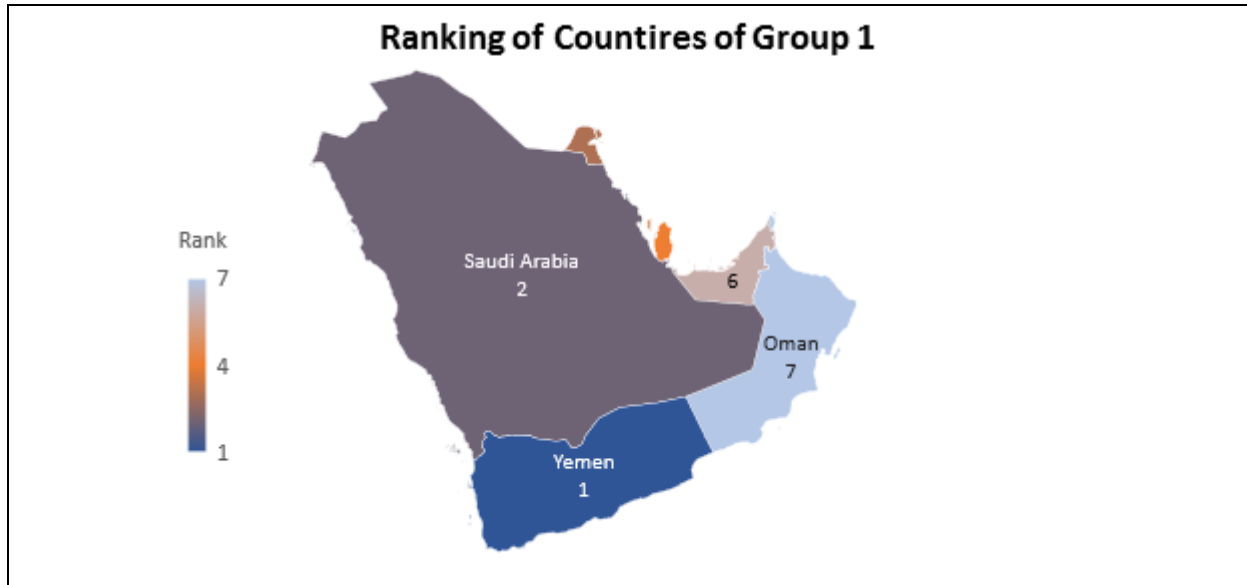 Ranking of Countires of Group 1
Rank
7
4
1
Saudi Arabia
2
6
Oman
7
Yemen
1